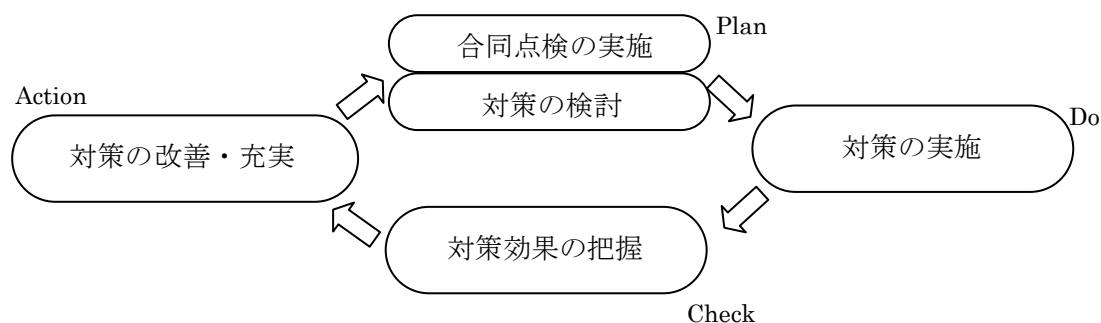 合同点検の実施
Plan
対策の検討
Action
対策の改善・充実
対策の実施
Do
対策効果の把握
Check